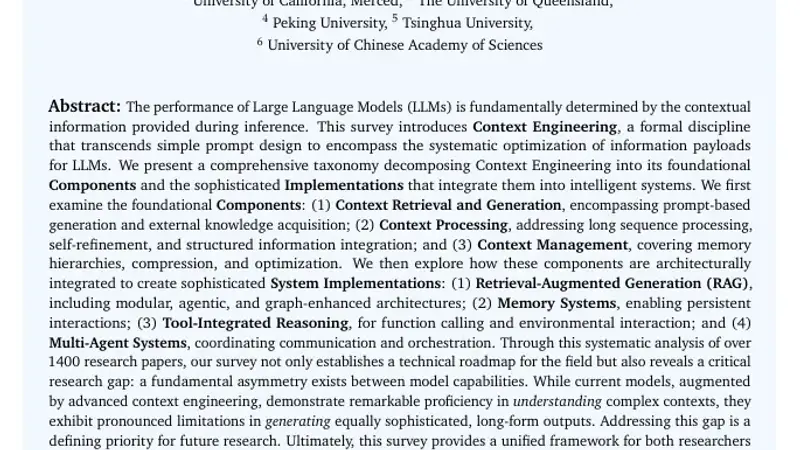 University of California, Merced, The University of Queensland,
4 Peking University, 5 Tsinghua University,
6 University of Chinese Academy of Sciences
Abstract: The performance of Large Language Models (LLMs) is fundamentally determined by the contextual
information provided during inference. This survey introduces Context Engineering, a formal discipline
that transcends simple prompt design to encompass the systematic optimization of information payloads
for LLMs. We present a comprehensive taxonomy decomposing Context Engineering into its foundational
Components and the sophisticated Implementations that integrate them into intelligent systems. We first
examine the foundational Components: (1) Context Retrieval and Generation, encompassing prompt-based
generation and external knowledge acquisition; (2) Context Processing, addressing long sequence processing,
self-refinement, and structured information integration; and (3) Context Management, covering memory
hierarchies, compression, and optimization. We then explore how these components are architecturally
integrated to create sophisticated System Implementations: (1) Retrieval-Augmented Generation (RAG),
including modular, agentic, and graph-enhanced architectures; (2) Memory Systems, enabling persistent
interactions; (3) Tool-Integrated Reasoning, for function calling and environmental interaction; and (4)
Multi-Agent Systems, coordinating communication and orchestration. Through this systematic analysis of over
1400 research papers, our survey not only establishes a technical roadmap for the field but also reveals a critical
research gap: a fundamental asymmetry exists between model capabilities. While current models, augmented
by advanced context engineering, demonstrate remarkable proficiency in understanding complex contexts, they
exhibit pronounced limitations in generating equally sophisticated, long-form outputs. Addressing this gap is a
defining priority for future research. Ultimately, this survey provides a unified framework for both researchers